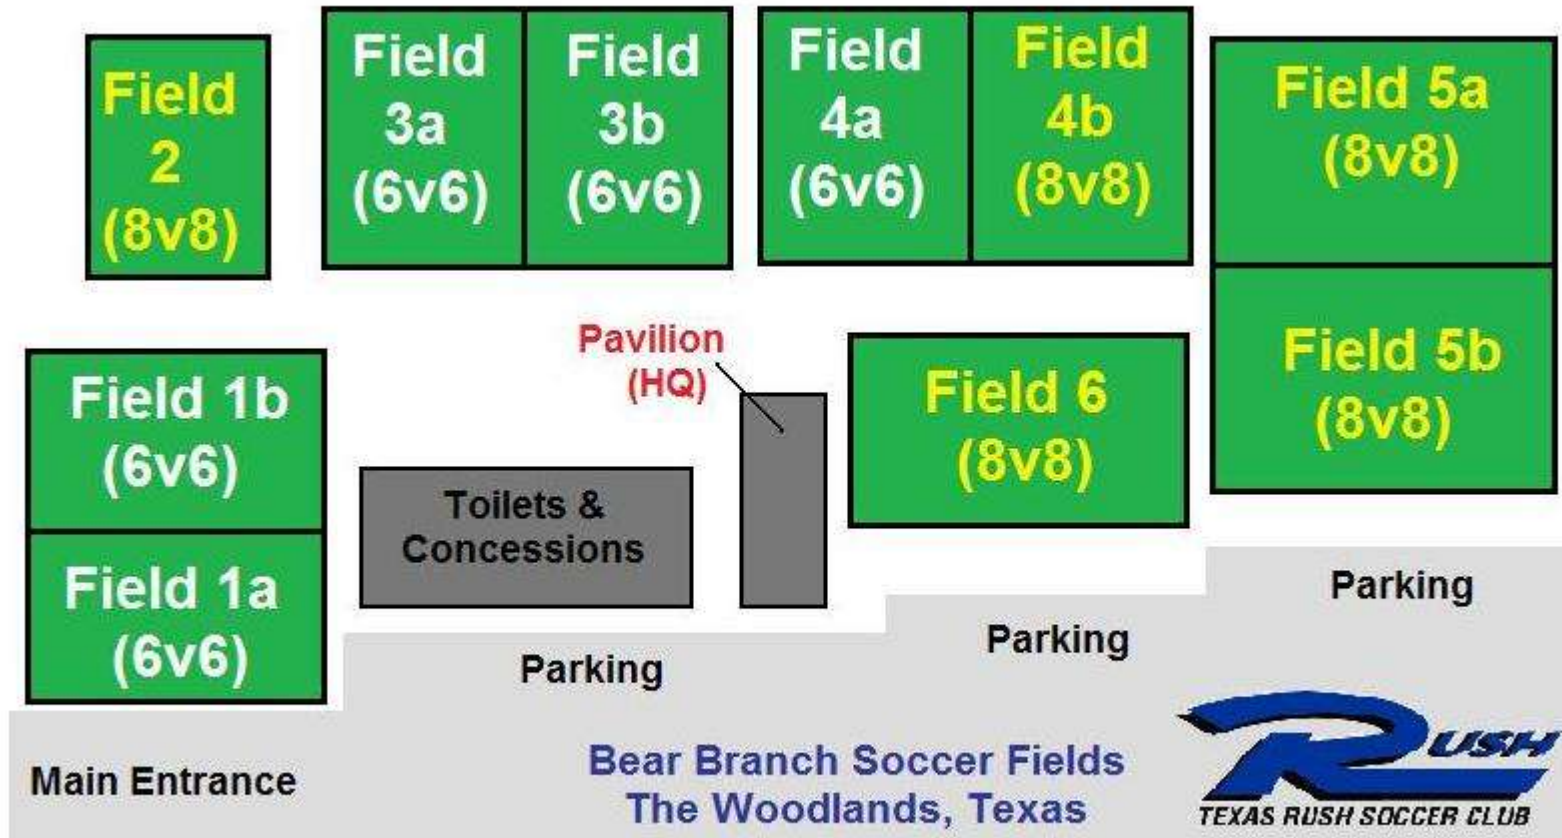 Field
2
(8v8)
Field
3a
(6v6)
Field
3b
(6v6)
Field
4a
(6v6)
Field
4b
(8v8)
Field 5a
(8v8)
Field 5b
(8v8)
Pavilion
(HQ)
Field 6
(8v8)
Field 1b
(6v6)
Field 1a
(6v6)
Toilets &
Concessions
Parking
Parking
Parking
Main Entrance
Bear Branch Soccer Fields
The Woodlands, Texas
RUSH
TEXAS RUSH SOCCER CLUB